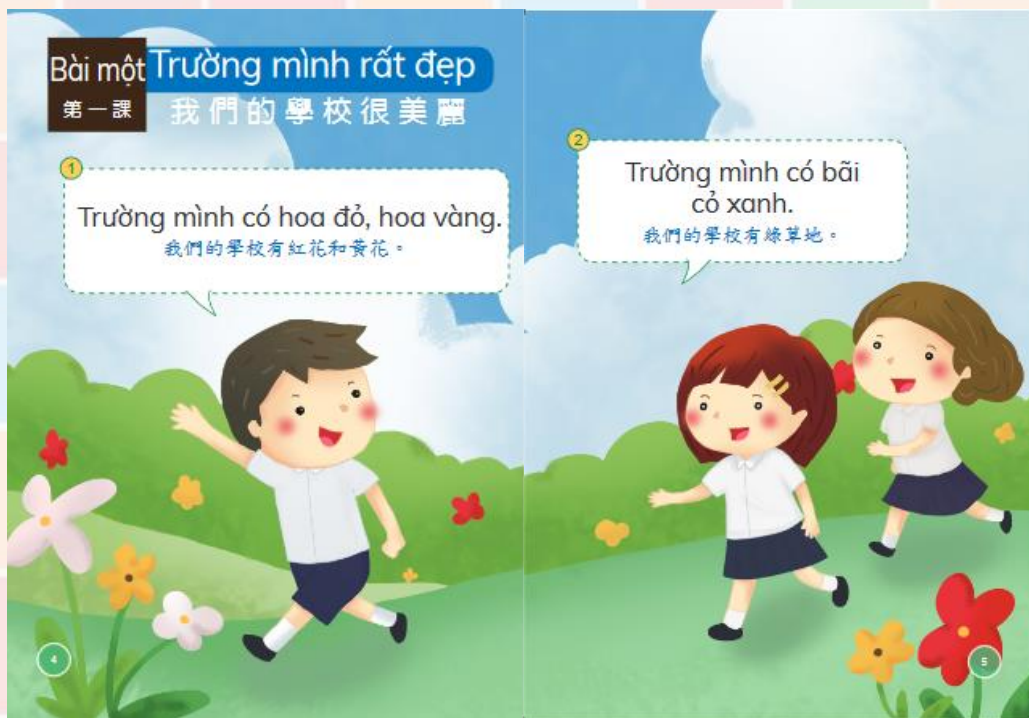 Bài một
第一課
Trường mình rất đẹp
我們的學校很美麗
1
Trường mình có hoa đỏ, hoa vàng.
我們的學校有紅花和黃花。
4
2
Trường mình có bãi
cỏ xanh.
我們的學校有綠草地。
5